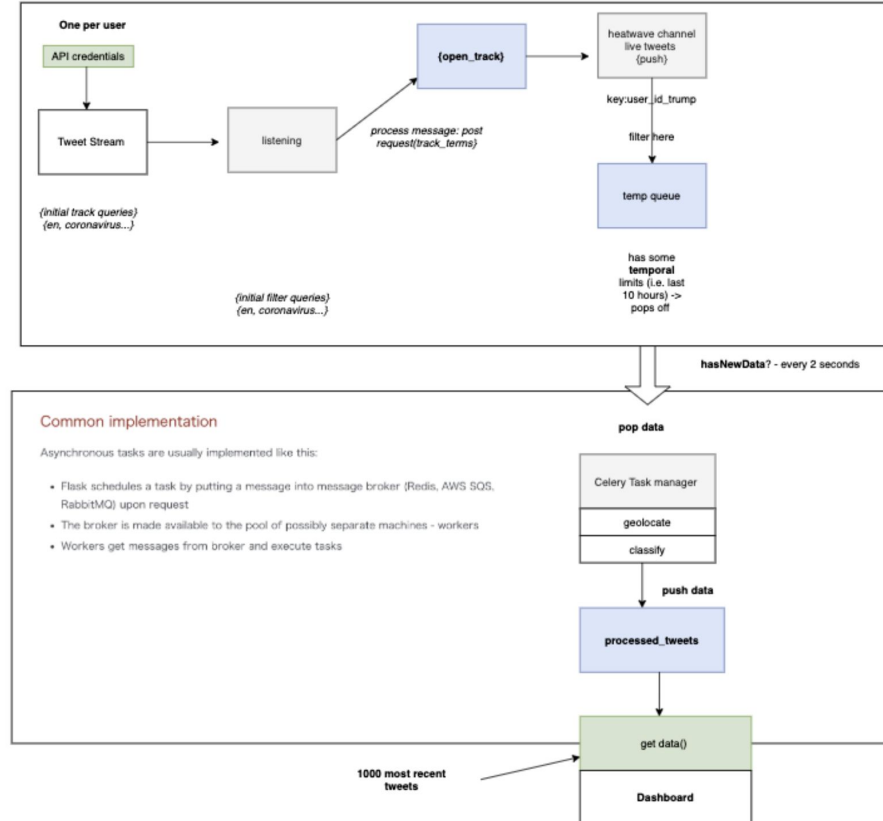 One per user
API credentials
Tweet Stream
{initial track queries}
{en, coronavirus...}
listening
{initial filter queries}
{en, coronavirus...}
{open_track}
process message: post
request(track_terms}
heatwave channel
live tweets
{push}
key:user_id_trump
filter here
temp queue
has some
temporal
limits (i.e. last
10 hours) ->
pops off
hasNewData? - every 2 seconds
Common implementation
Asynchronous tasks are usually implemented like this:
• Flask schedules a task by putting a message into message broker (Redis, AWS SQS,
RabbitMQ) upon request
• The broker is made available to the pool of possibly separate machines - workers
• Workers get messages from broker and execute tasks
pop data
Celery Task manager
geolocate
classify
push data
processed_tweets
get data()
1000 most recent
tweets
Dashboard